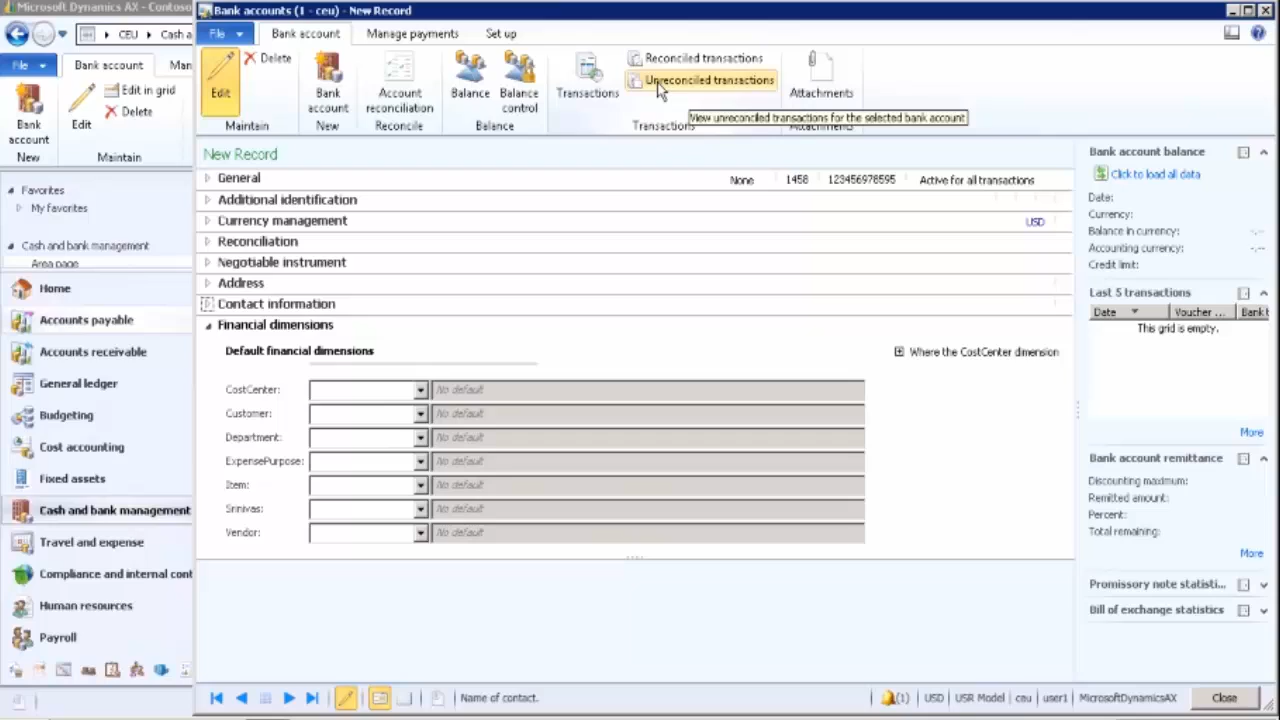 Microsoft Dynamics AX - Contoso
CEU
Cash a
File
Bank account
Man
Bank account
Edit
Edit in grid
Delete
New
Maintain
Favorites
My favorites
Cash and bank management
Area page
Home
Accounts payable
Accounts receivable
General ledger
Budgeting
Cost accounting
Fixed assets
Cash and bank management
Travel and expense
Compliance and internal cont
Human resources
Payroll
Bank accounts (1 - ceu) - New Record
File
Bank account
Manage payments
Set up
Edit
Delete
Bank account
Account reconciliation
Balance
Balance control
Transactions
Reconciled transactions
Unreconciled transactions
Attachments
Maintain
New
Reconcile
Balance
Transactions
Attachments
View unreconciled transactions for the selected bank account
New Record
General
None
1458
123456978595
Active for all transactions
Additional identification
Currency management
USD
Reconciliation
Negotiable instrument
Address
Contact information
Financial dimensions
Default financial dimensions
Where the CostCenter dimension
CostCenter:
No default
Customer:
No default
Department:
No default
ExpensePurpose:
No default
Item:
No default
Srinivas:
No default
Vendor:
No default
Bank account balance
Click to load all data
Date:
Currency:
Balance in currency:
-.--
Accounting currency:
-.--
Credit limit:
Last 5 transactions
Date
Voucher ...
Bank t
This grid is empty.
More
Bank account remittance
Discounting maximum:
Remitted amount:
Percent:
Total remaining:
More
Promissory note statisti...
Bill of exchange statistics
Name of contact.
(1)
USD
USR Model
ceu
user1
MicrosoftDynamicsAX
Close